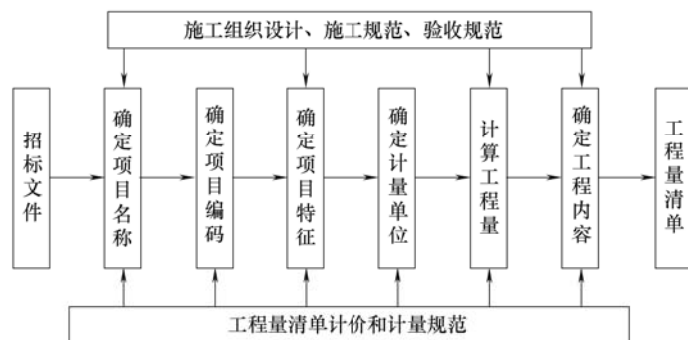 施工组织设计、施工规范、验收规范
招标文件
确定项目名称
确定项目编码
确定项目特征
确定计量单位
计算工程量
确定工程内容
工程量清单
工程量清单计价和计量规范